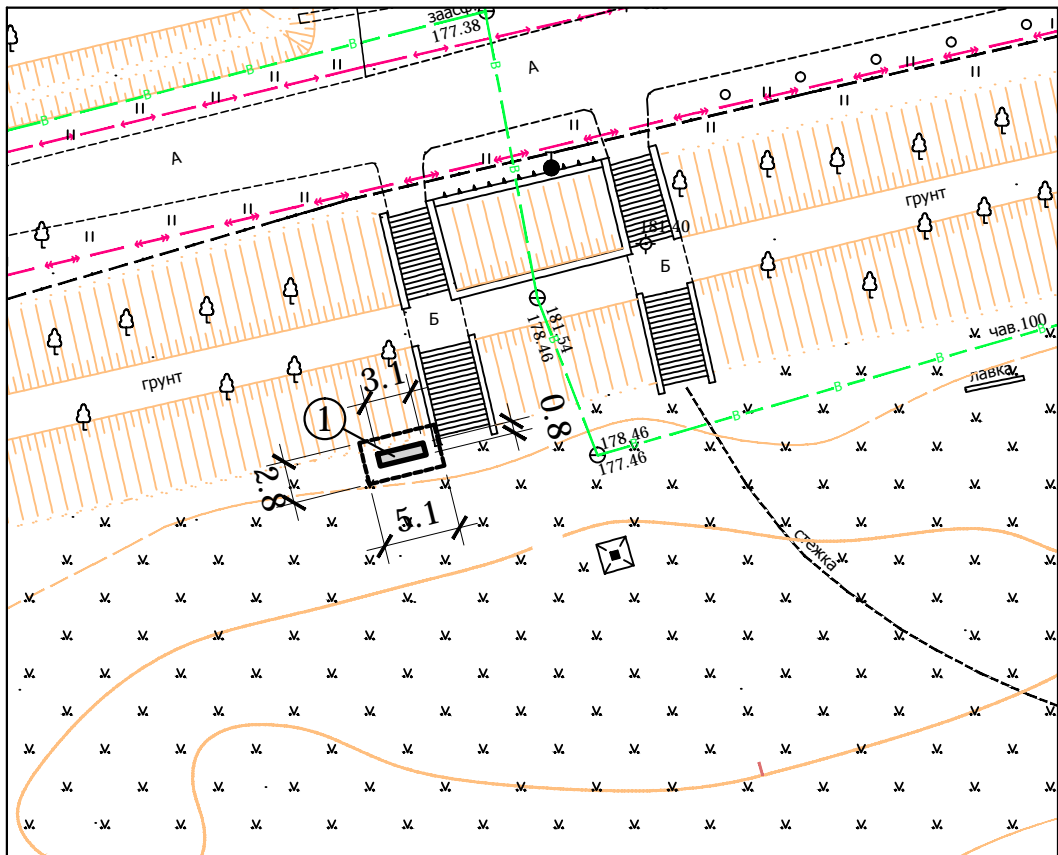 заасф.
177.38
А
А
грунт
181.40
Б
181.54
178.46
Б
чав.100
грунт
лавка
3.1
1
0.8
178.46
177.46
2.8
5.1
стежка
В
В
В
В
В
В
В
В
В
В
В